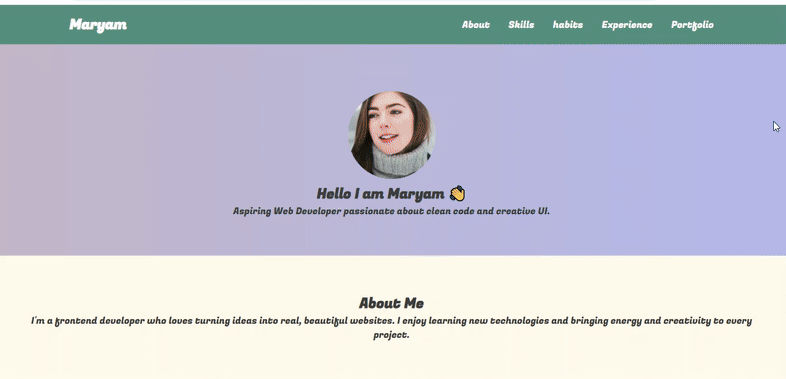 Maryam
About Skills habits Experience Portfolio
Hello I am Maryam 👏
Aspiring Web Developer passionate about clean code and creative UI.
About Me
I'm a frontend developer who loves turning ideas into real, beautiful websites. I enjoy learning new technologies and bringing energy and creativity to every
project.